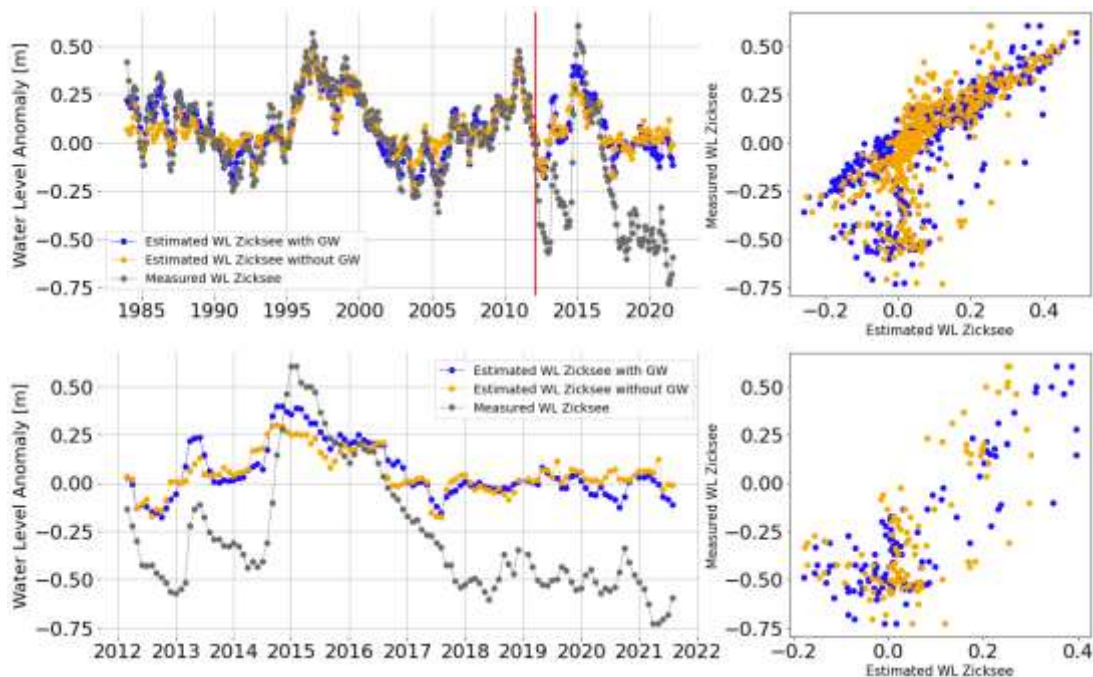 Water Level Anomaly [m]
0.50
0.25
0.00
−0.25
−0.50
−0.75
Estimated WL Zicksee with GW
Estimated WL Zicksee without GW
Measured WL Zicksee
1985 1990 1995 2000 2005 2010 2015 2020
Measured WL Zicksee
0.50
0.25
0.00
−0.25
−0.50
−0.75
−0.2 0.0 0.2 0.4
Estimated WL Zicksee
Water Level Anomaly [m]
0.50
0.25
0.00
−0.25
−0.50
−0.75
Estimated WL Zicksee with GW
Estimated WL Zicksee without GW
Measured WL Zicksee
2012 2013 2014 2015 2016 2017 2018 2019 2020 2021 2022
Measured WL Zicksee
0.50
0.25
0.00
−0.25
−0.50
−0.75
−0.2 0.0 0.2 0.4
Estimated WL Zicksee